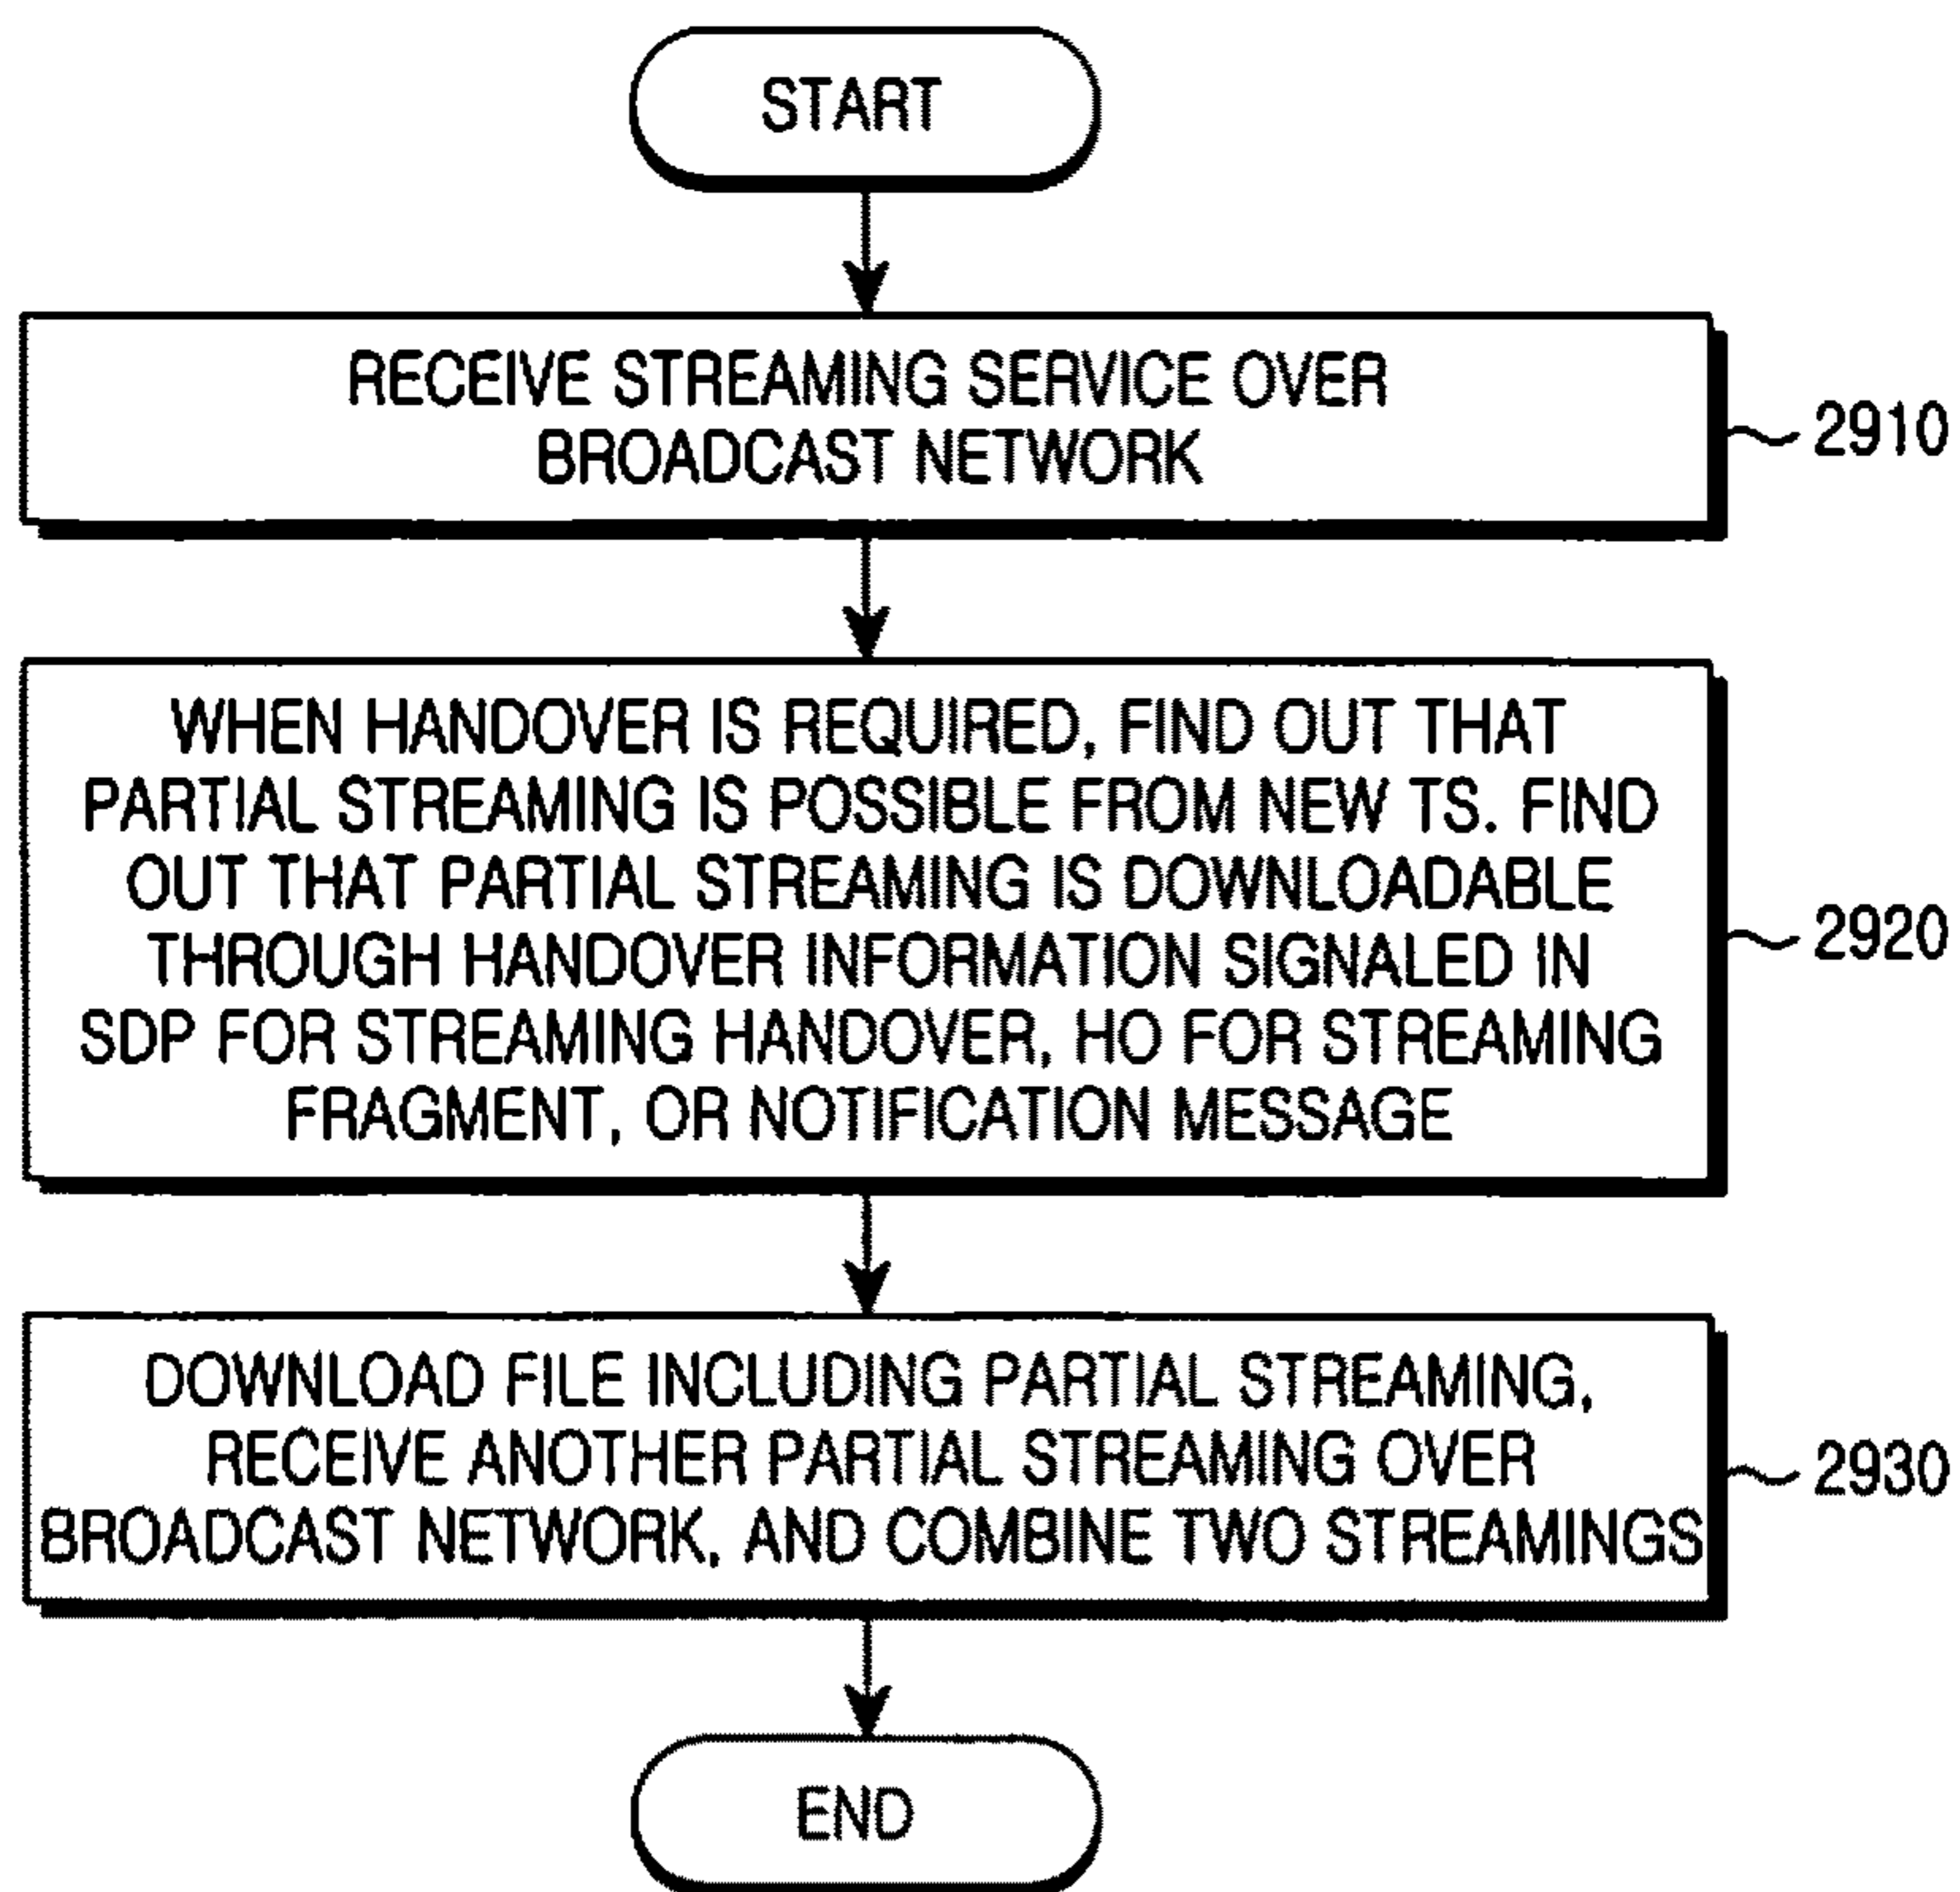 START
RECEIVE STREAMING SERVICE OVER
BROADCAST NETWORK
2910
WHEN HANDOVER IS REQUIRED, FIND OUT THAT
PARTIAL STREAMING IS POSSIBLE FROM NEW TS. FIND
OUT THAT PARTIAL STREAMING IS DOWNLOADABLE
THROUGH HANDOVER INFORMATION SIGNALED IN
SDP FOR STREAMING HANDOVER, HO FOR STREAMING
FRAGMENT, OR NOTIFICATION MESSAGE
2920
DOWNLOAD FILE INCLUDING PARTIAL STREAMING,
RECEIVE ANOTHER PARTIAL STREAMING OVER
BROADCAST NETWORK, AND COMBINE TWO STREAMINGS
2930
END